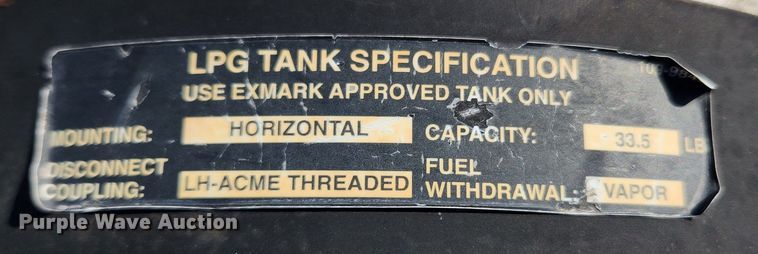 LPG TANK SPECIFICATION
USE EXMARK APPROVED TANK ONLY
MOUNTING: HORIZONTAL CAPACITY: 33.5 LB
DISCONNECT COUPLING: LH-ACME THREADED
FUEL WITHDRAWAL: VAPOR
Purple Wave Auction